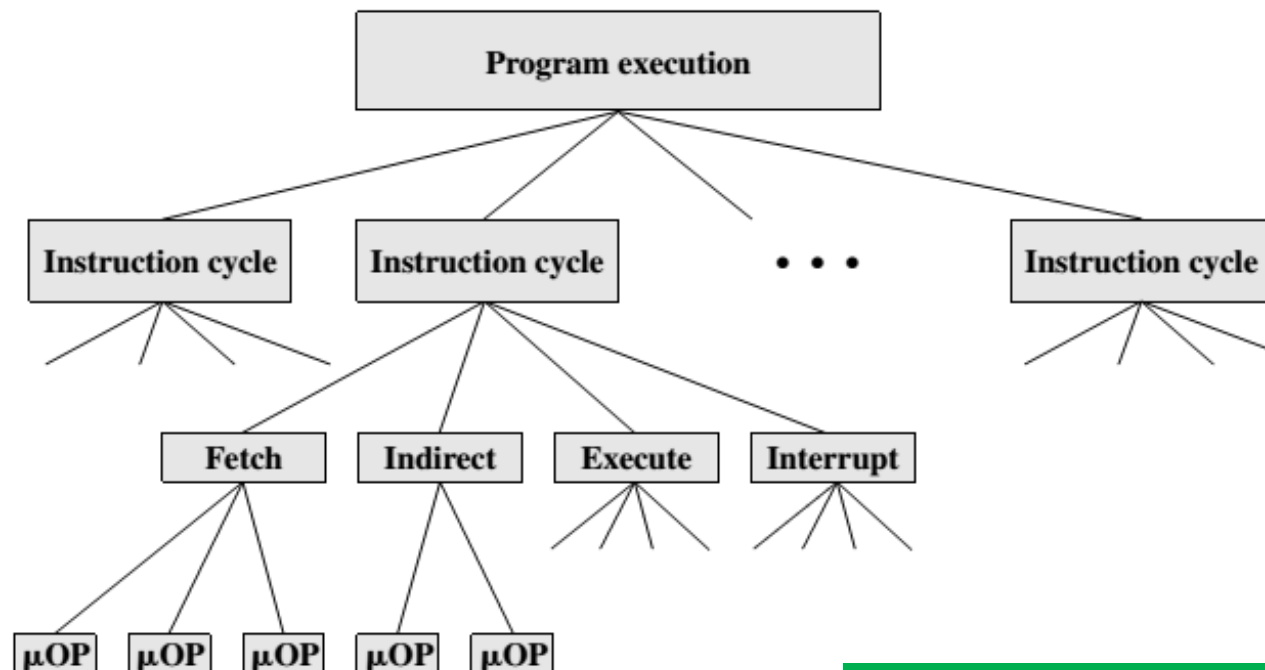 Program execution
Instruction cycle Instruction cycle • • • Instruction cycle
Fetch Indirect Execute Interrupt
μOP μOP μOP μOP μOP